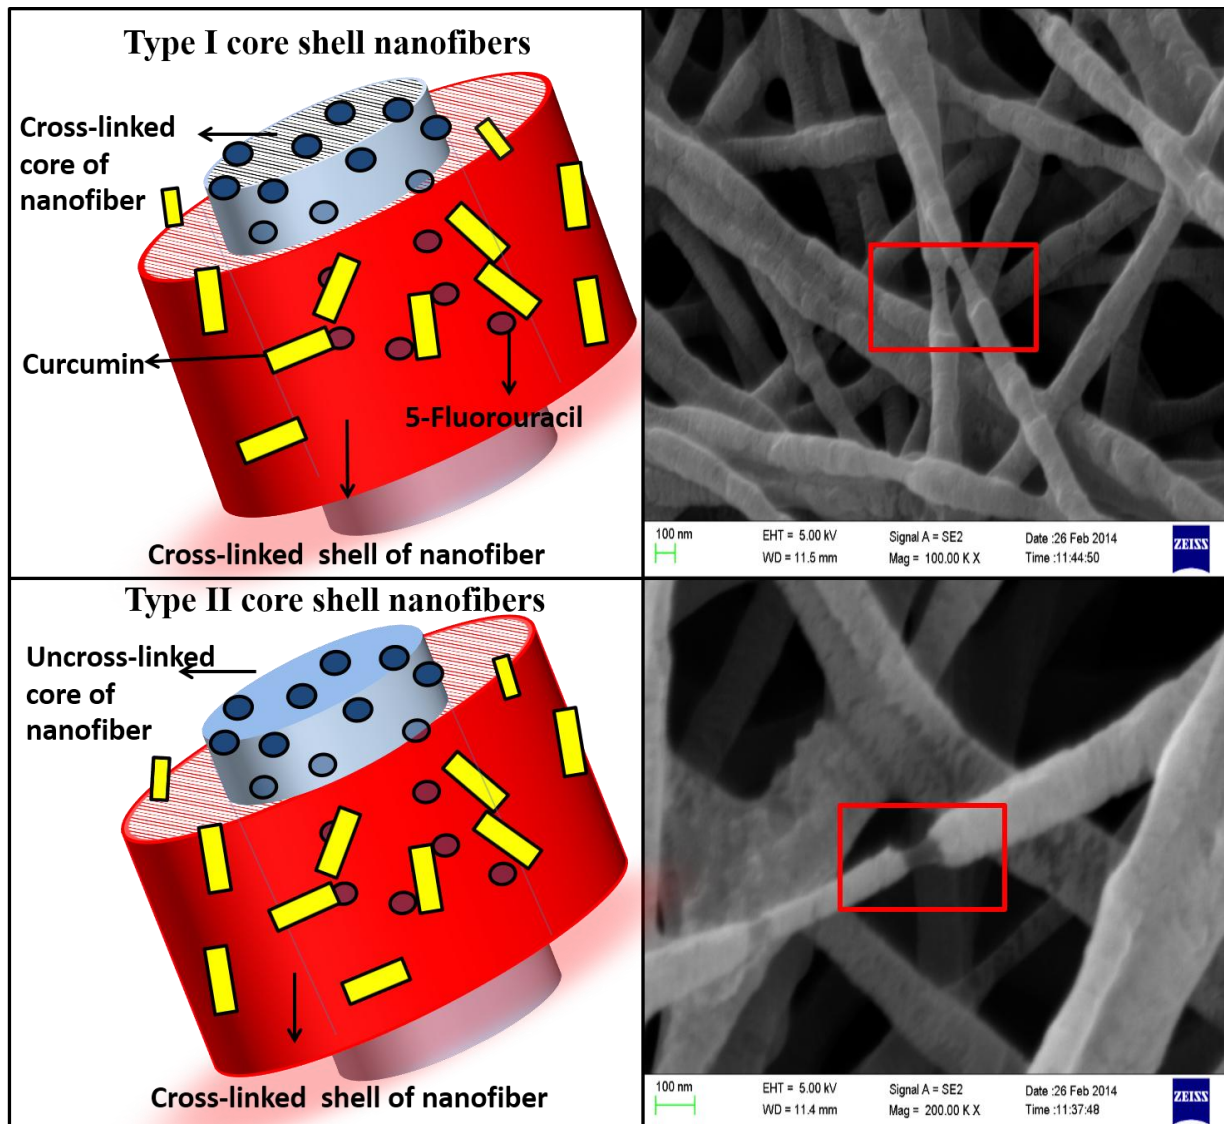 Type I core shell nanofibers
Cross-linked
core of
nanofiber
Curcumin
5-Fluorouracil
Cross-linked shell of nanofiber
100 nm
EHT = 5.00 kV
Signal A = SE2
Date :26 Feb 2014
WD = 11.5 mm
Mag = 100.00 K X
Time :11:44:50
ZEISS
Type II core shell nanofibers
Uncross-linked
core of
nanofiber
Cross-linked shell of nanofiber
100 nm
EHT = 5.00 kV
Signal A = SE2
Date :26 Feb 2014
WD = 11.4 mm
Mag = 200.00 K X
Time :11:37:48
ZEISS